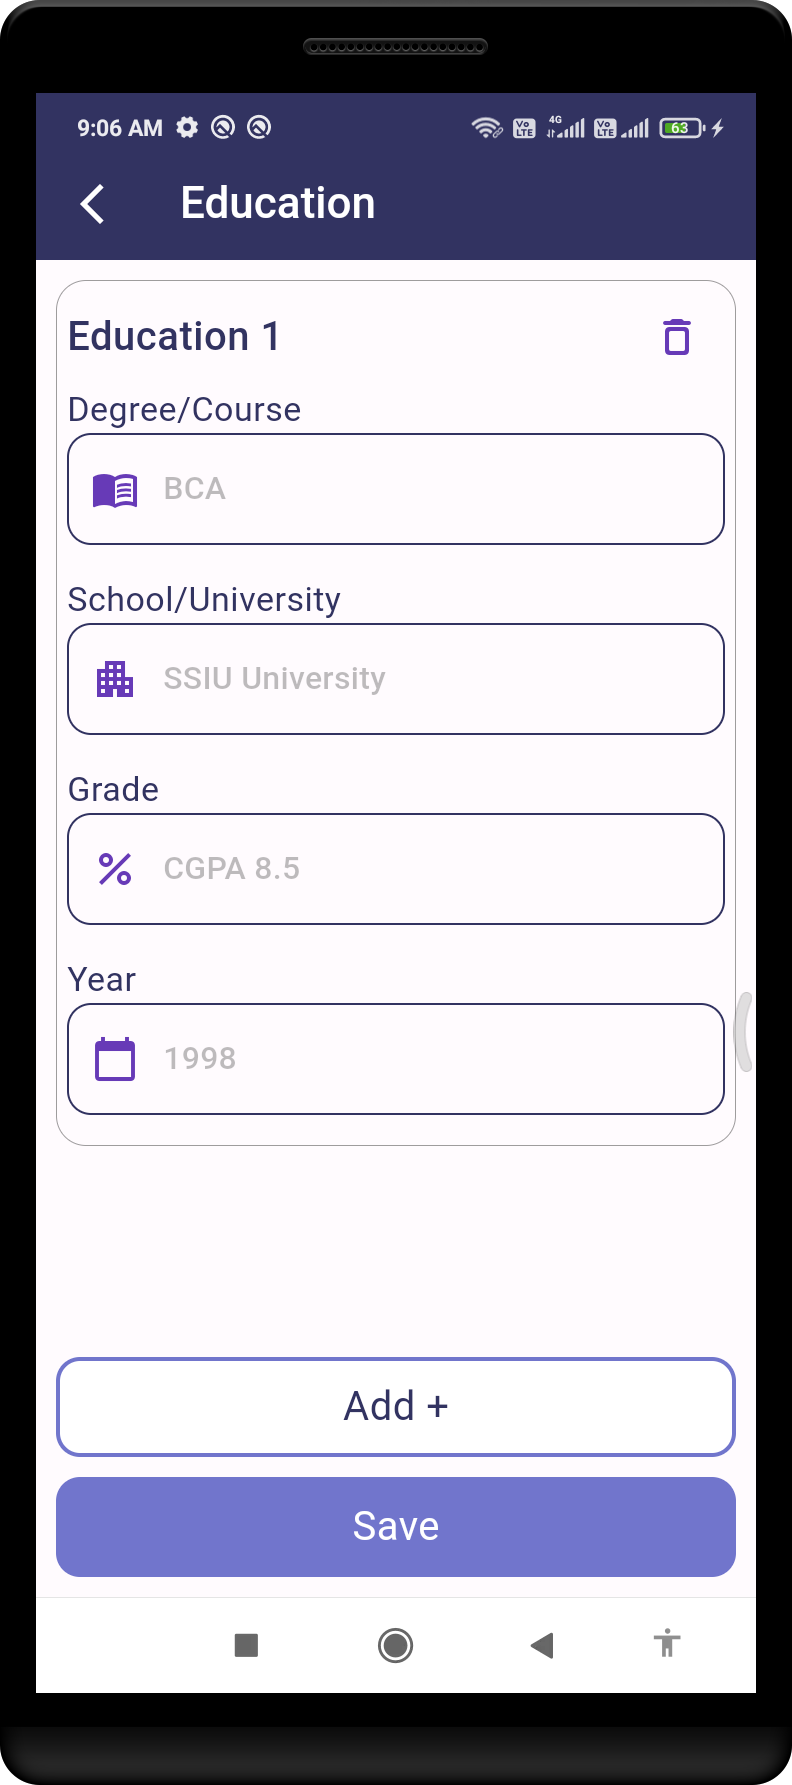 9:06 AM
Vo LTE 4G Vo LTE 63
Education
Education 1
Degree/Course
BCA
School/University
SSIU University
Grade
CGPA 8.5
Year
1998
Add +
Save